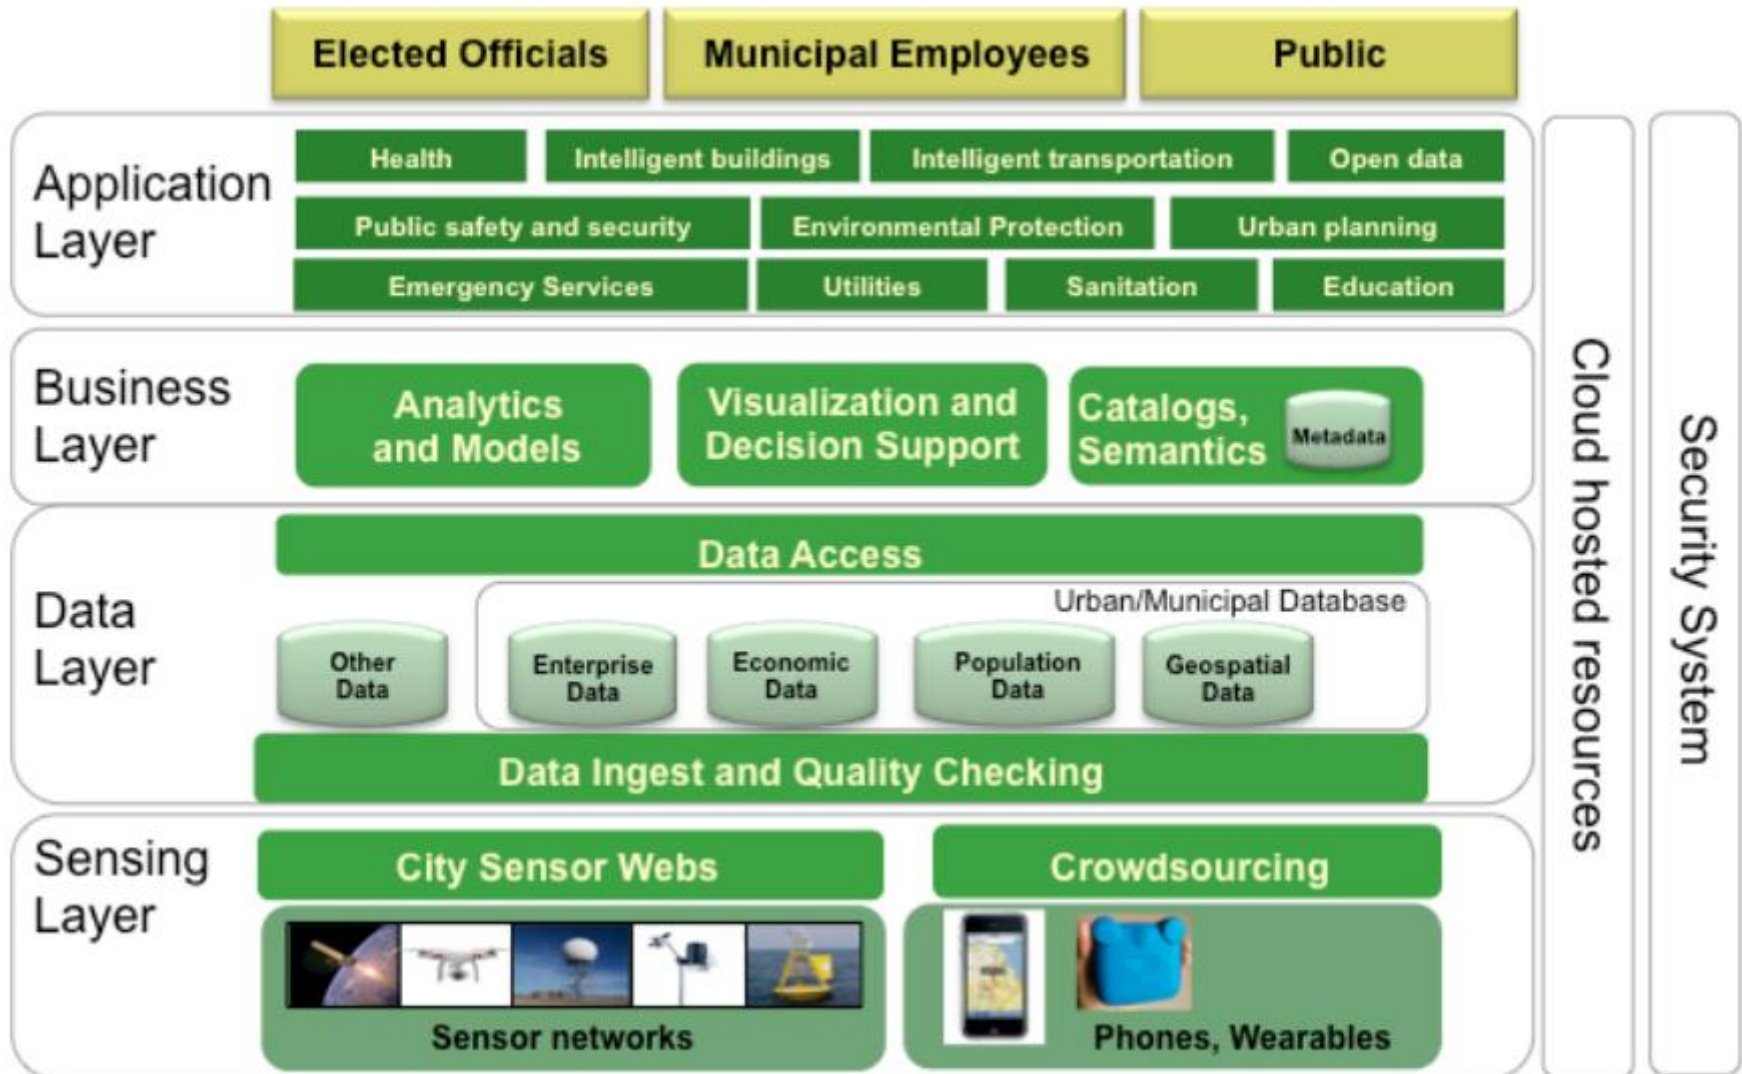 Elected Officials
Municipal Employees
Public
Application
Layer
Health
Intelligent buildings
Intelligent transportation
Open data
Public safety and security
Environmental Protection
Urban planning
Emergency Services
Utilities
Sanitation
Education
Business
Layer
Analytics
and Models
Visualization and
Decision Support
Catalogs,
Semantics
Metadata
Data
Layer
Data Access
Urban/Municipal Database
Other
Data
Enterprise
Data
Economic
Data
Population
Data
Geospatial
Data
Data Ingest and Quality Checking
Sensing
Layer
City Sensor Webs
Crowdsourcing
Sensor networks
Phones, Wearables
Cloud hosted resources
Security System